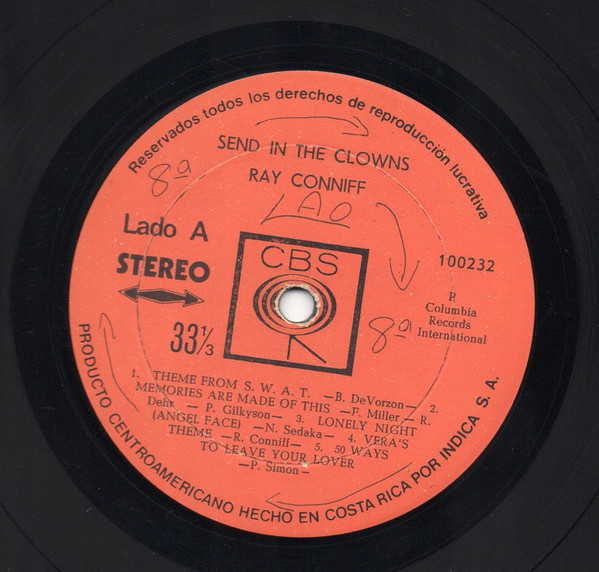 Reservados todos los derechos de reproducción lucrativa
SEND IN THE CLOWNS
RAY CONNIFF
8ª
LAO
Lado A
STEREO
CBS
100232
P.
Columbia
Records
International
33⅓
8ª
1. THEME FROM S. W. A. T. —B. DeVorzon— 2.
MEMORIES ARE MADE OF THIS —F. Miller — R.
Delix — P. Gilkyson— 3. LONELY NIGHT
(ANGEL FACE) —N. Sedaka— 4. VERA'S
THEME —R. Conniff— 5. 50 WAYS
TO LEAVE YOUR LOVER
—P. Simon—
PRODUCTO CENTROAMERICANO HECHO EN COSTA RICA POR INDICA S. A.